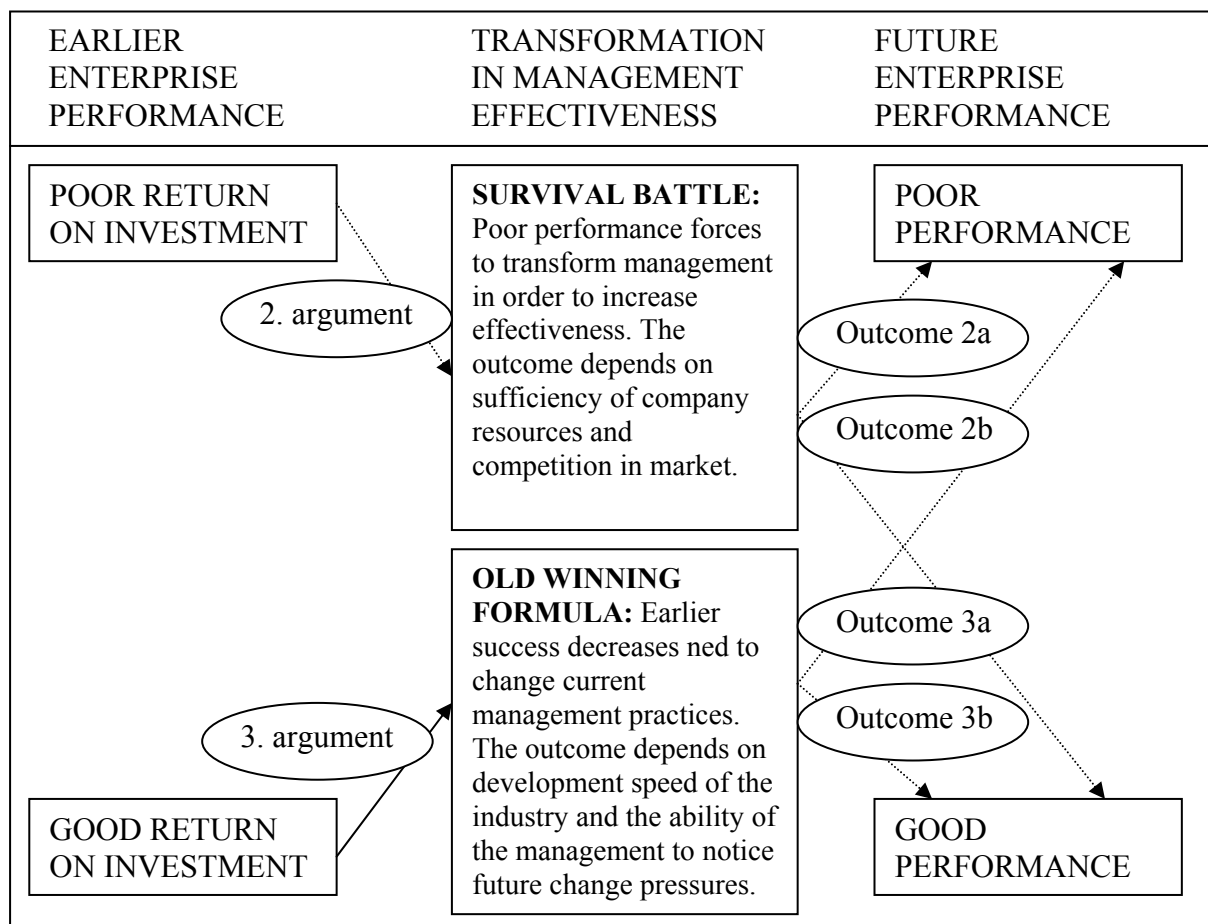 EARLIER
ENTERPRISE
PERFORMANCE
TRANSFORMATION
IN MANAGEMENT
EFFECTIVENESS
FUTURE
ENTERPRISE
PERFORMANCE
POOR RETURN
ON INVESTMENT
2. argument
SURVIVAL BATTLE:
Poor performance forces
to transform management
in order to increase
effectiveness. The
outcome depends on
sufficiency of company
resources and
competition in market.
POOR
PERFORMANCE
Outcome 2a
Outcome 2b
OLD WINNING
FORMULA: Earlier
success decreases ned to
change current
management practices.
The outcome depends on
development speed of the
industry and the ability of
the management to notice
future change pressures.
3. argument
GOOD RETURN
ON INVESTMENT
Outcome 3a
Outcome 3b
GOOD
PERFORMANCE